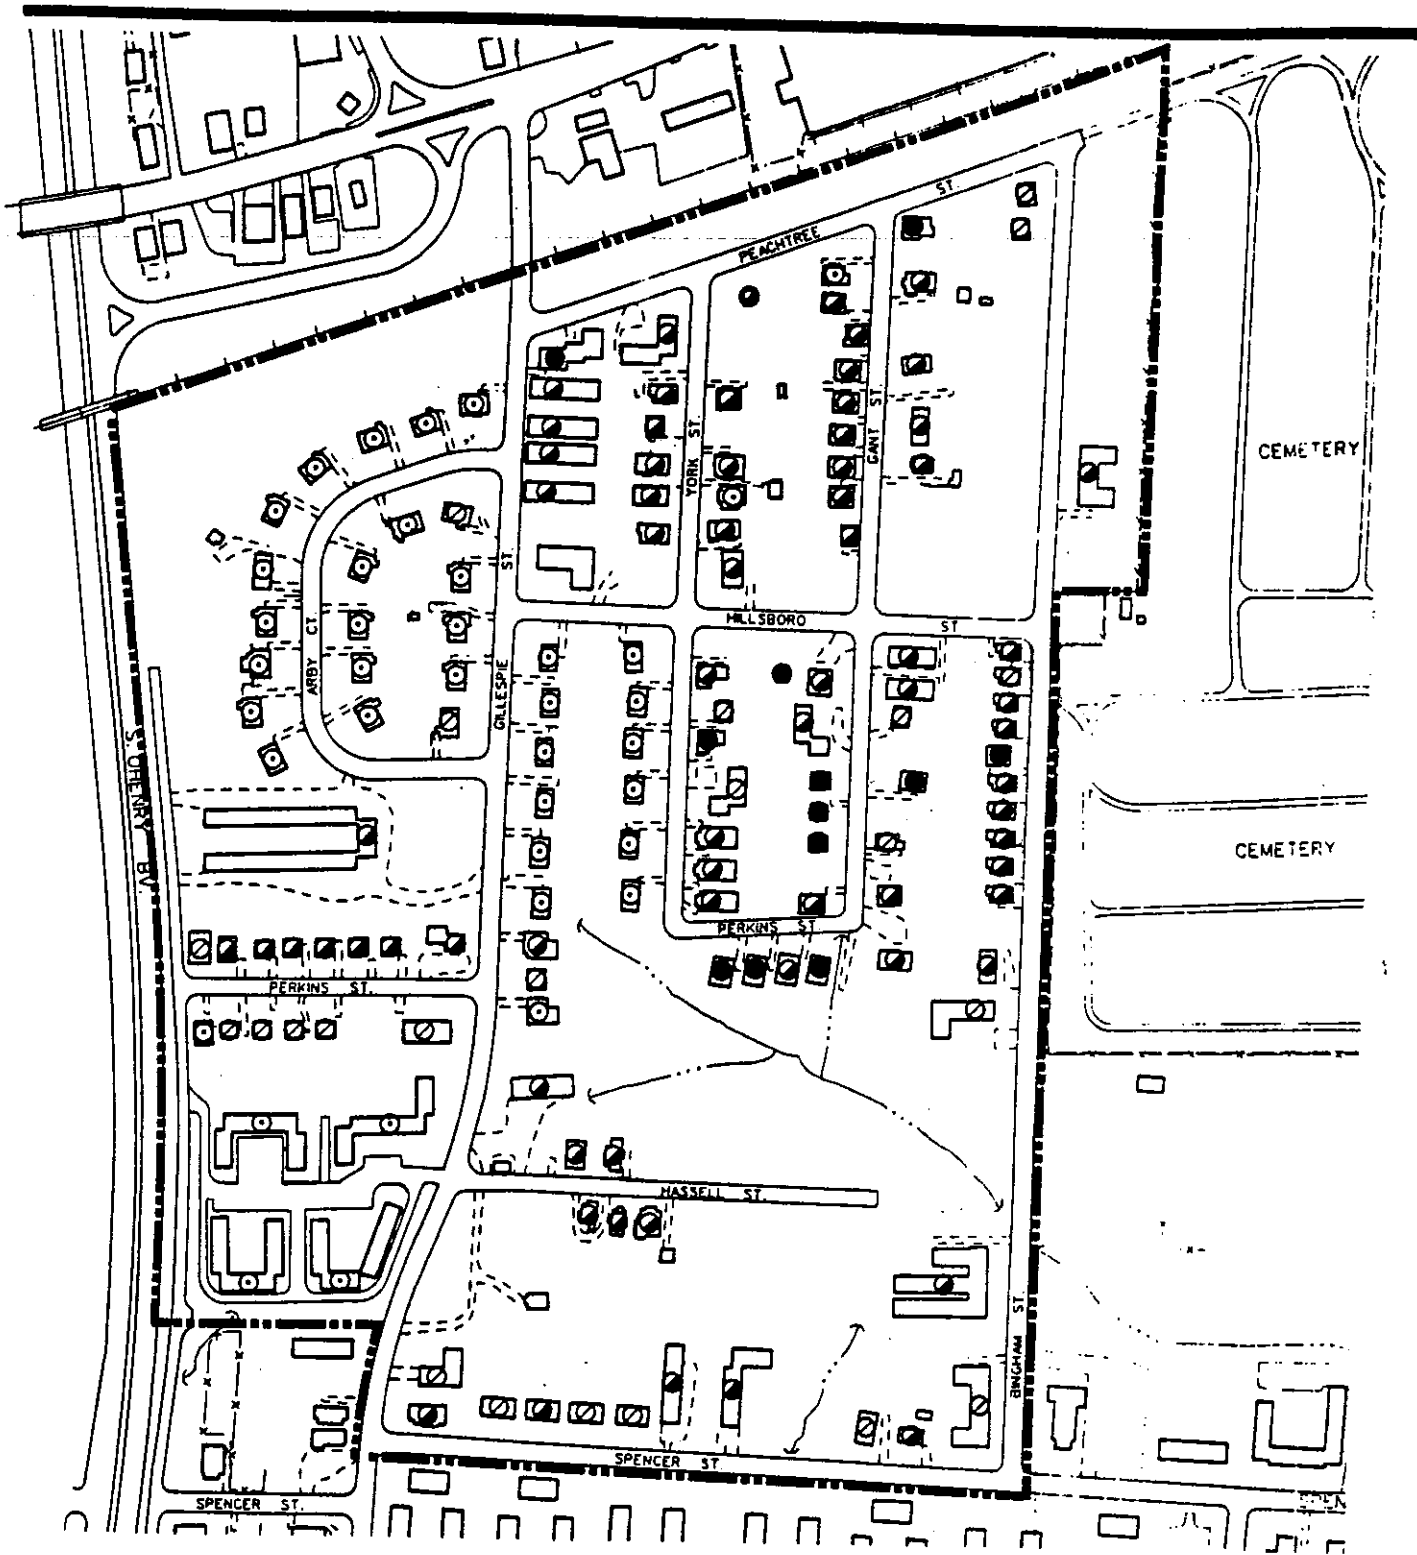 PEACHTREE ST.
YORK ST.
GANT ST
CEMETERY
HILLSBORO ST
ARBY CT.
GILLESPIE ST
S. OHENRY BV.
CEMETERY
PERKINS ST
PERKINS ST.
HASSELL ST.
BINGHAM ST.
SPENCER ST
SPENCER ST.